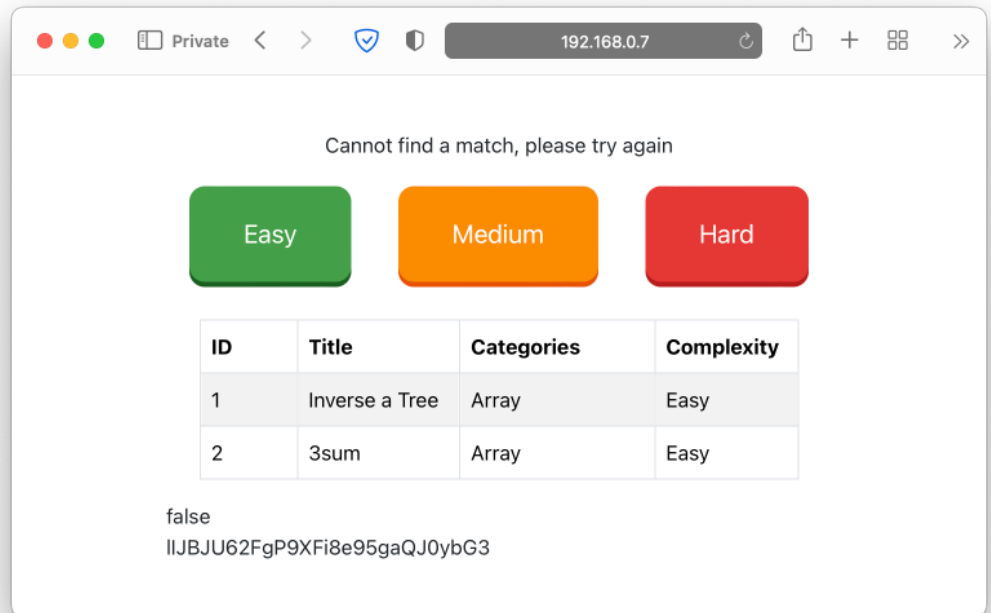 Private
192.168.0.7
Cannot find a match, please try again
Easy Medium Hard
ID Title Categories Complexity
1 Inverse a Tree Array Easy
2 3sum Array Easy
false
llJBJU62FgP9XFi8e95gaQJ0ybG3